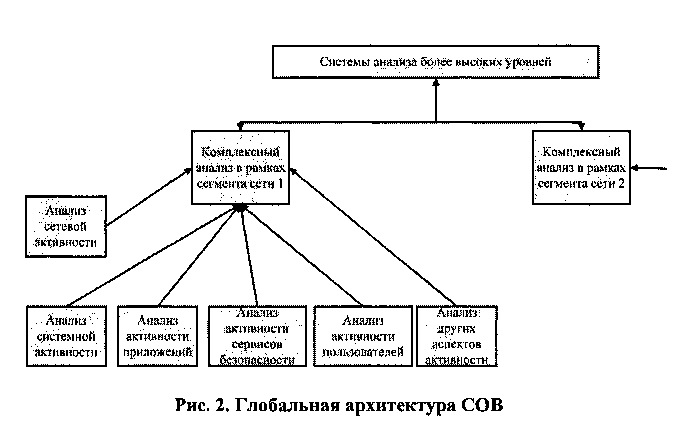 Системы анализа более высоких уровней
Комплексный
анализ в рамках
сегмента сети 1
Комплексный
анализ в рамках
сегмента сети 2
Анализ
сетевой
активности
Анализ
системной
активности
Анализ
активности
приложений
Анализ
активности
сервисов
безопасности
Анализ
активности
пользователей
Анализ
других
аспектов
активности
Рис. 2. Глобальная архитектура СОВ